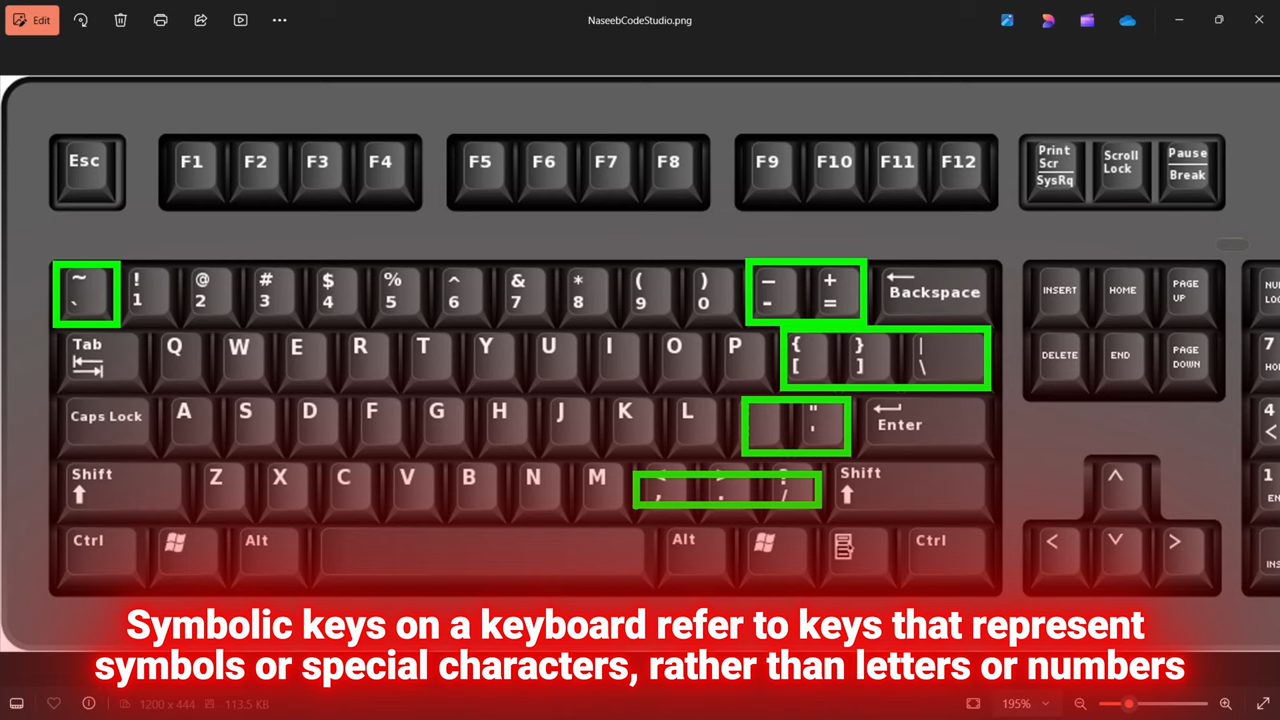 Edit
NaseebCodeStudio.png
Esc F1 F2 F3 F4 F5 F6 F7 F8 F9 F10 F11 F12 Print Scr SysRq Scroll Lock Pause Break
~ ` ! 1 @ 2 # 3 $ 4 % 5 ^ 6 & 7 * 8 ( 9 ) 0 — - + = Backspace INSERT HOME PAGE UP
Tab Q W E R T Y U I O P { [ } ] | \ DELETE END PAGE DOWN 7
Caps Lock A S D F G H J K L " ' Enter 4 <
Shift Z X C V B N M < , > . ? / Shift ^ 1
Ctrl Alt Alt Ctrl < v >
Symbolic keys on a keyboard refer to keys that represent
symbols or special characters, rather than letters or numbers
1200 x 444 113.5 KB 195%